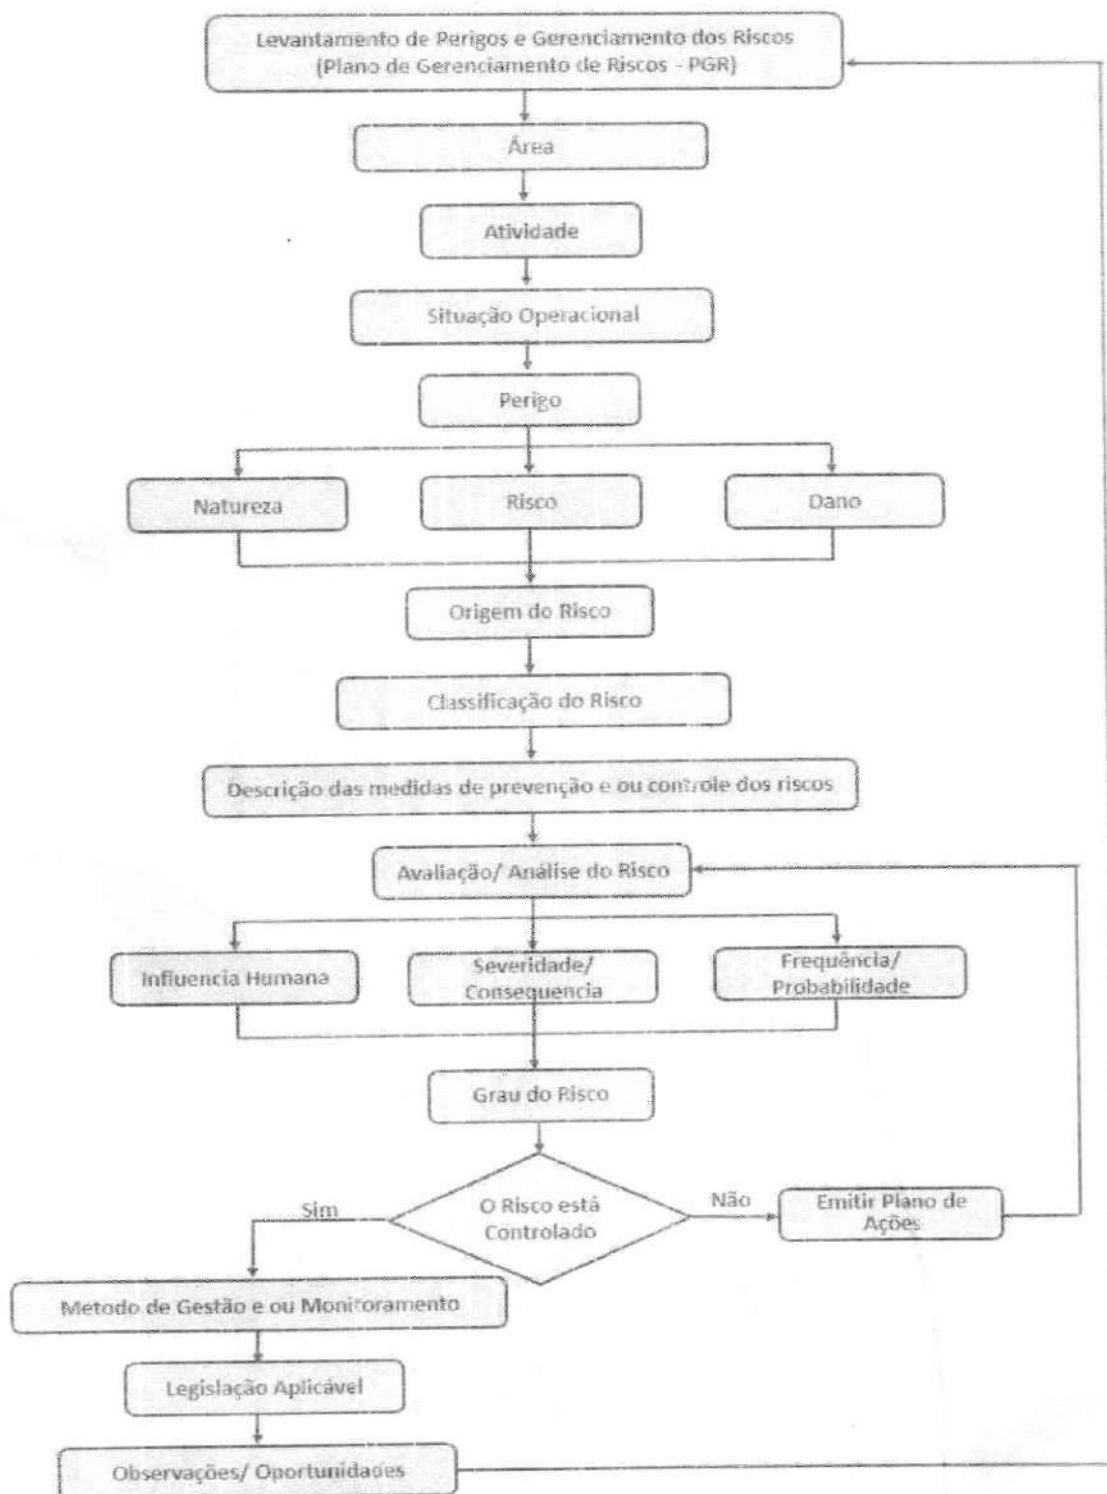 Levantamento de Perigos e Gerenciamento dos Riscos
(Plano de Gerenciamento de Riscos - PGR)
Área
Atividade
Situação Operacional
Perigo
Natureza
Risco
Dano
Origem do Risco
Classificação do Risco
Descrição das medidas de prevenção e ou controle dos riscos
Avaliação/ Análise do Risco
Influencia Humana
Severidade/
Consequencia
Frequência/
Probabilidade
Grau do Risco
O Risco está
Controlado
Sim
Não
Emitir Plano de
Ações
Metodo de Gestão e ou Monitoramento
Legislação Aplicável
Observações/ Oportunidades